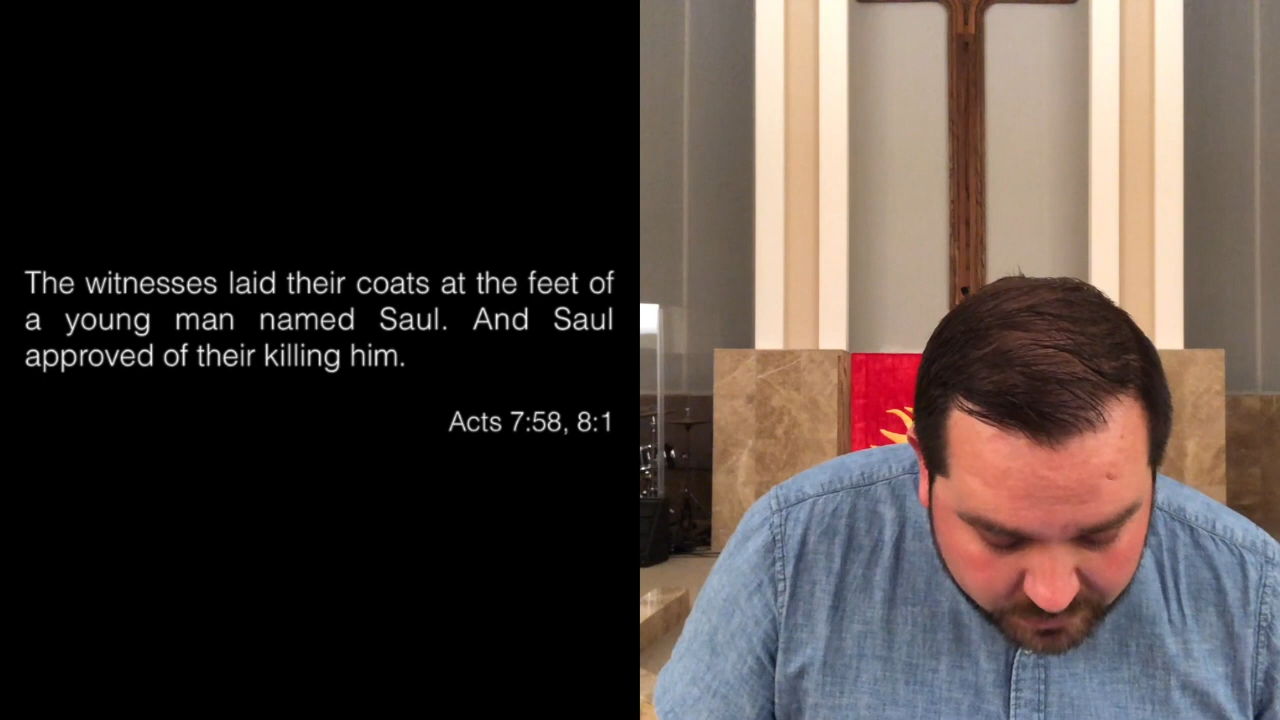 The witnesses laid their coats at the feet of
a young man named Saul. And Saul
approved of their killing him.
Acts 7:58, 8:1